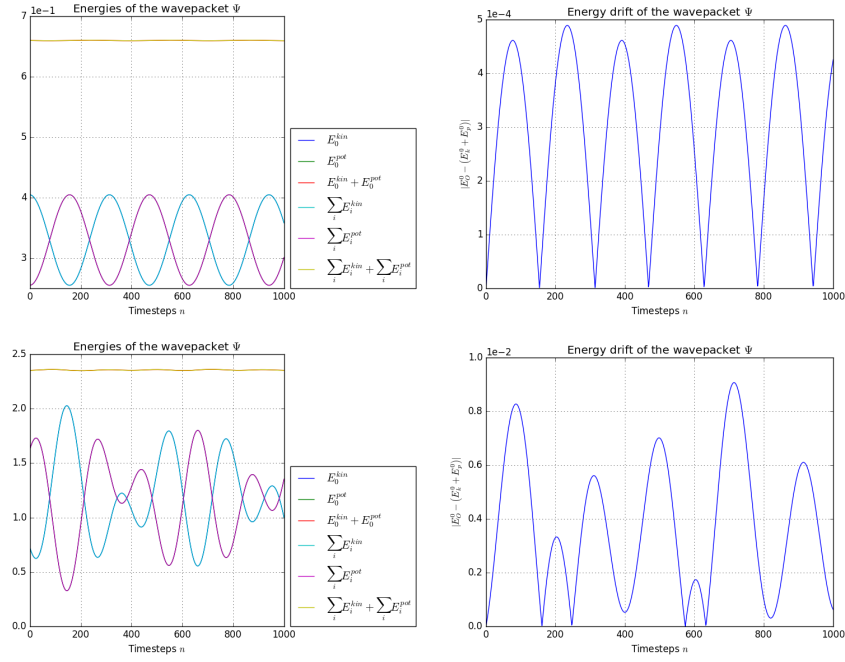 Energies of the wavepacket Ψ
7 1e−1
6
5
4
3
0 200 400 600 800 1000
Timesteps n
E_0^{kin}
E_0^{pot}
E_0^{kin} + E_0^{pot}
∑_i E_i^{kin}
∑_i E_i^{pot}
∑_i E_i^{kin} + ∑_i E_i^{pot}
Energy drift of the wavepacket Ψ
5 1e−4
4
3
2
1
0
0 200 400 600 800 1000
Timesteps n
|E_O^0 − (E_k^0 + E_p^0)|
Energies of the wavepacket Ψ
2.5
2.0
1.5
1.0
0.5
0.0
0 200 400 600 800 1000
Timesteps n
E_0^{kin}
E_0^{pot}
E_0^{kin} + E_0^{pot}
∑_i E_i^{kin}
∑_i E_i^{pot}
∑_i E_i^{kin} + ∑_i E_i^{pot}
Energy drift of the wavepacket Ψ
1.0 1e−2
0.8
0.6
0.4
0.2
0.0
0 200 400 600 800 1000
Timesteps n
|E_O^0 − (E_k^0 + E_p^0)|